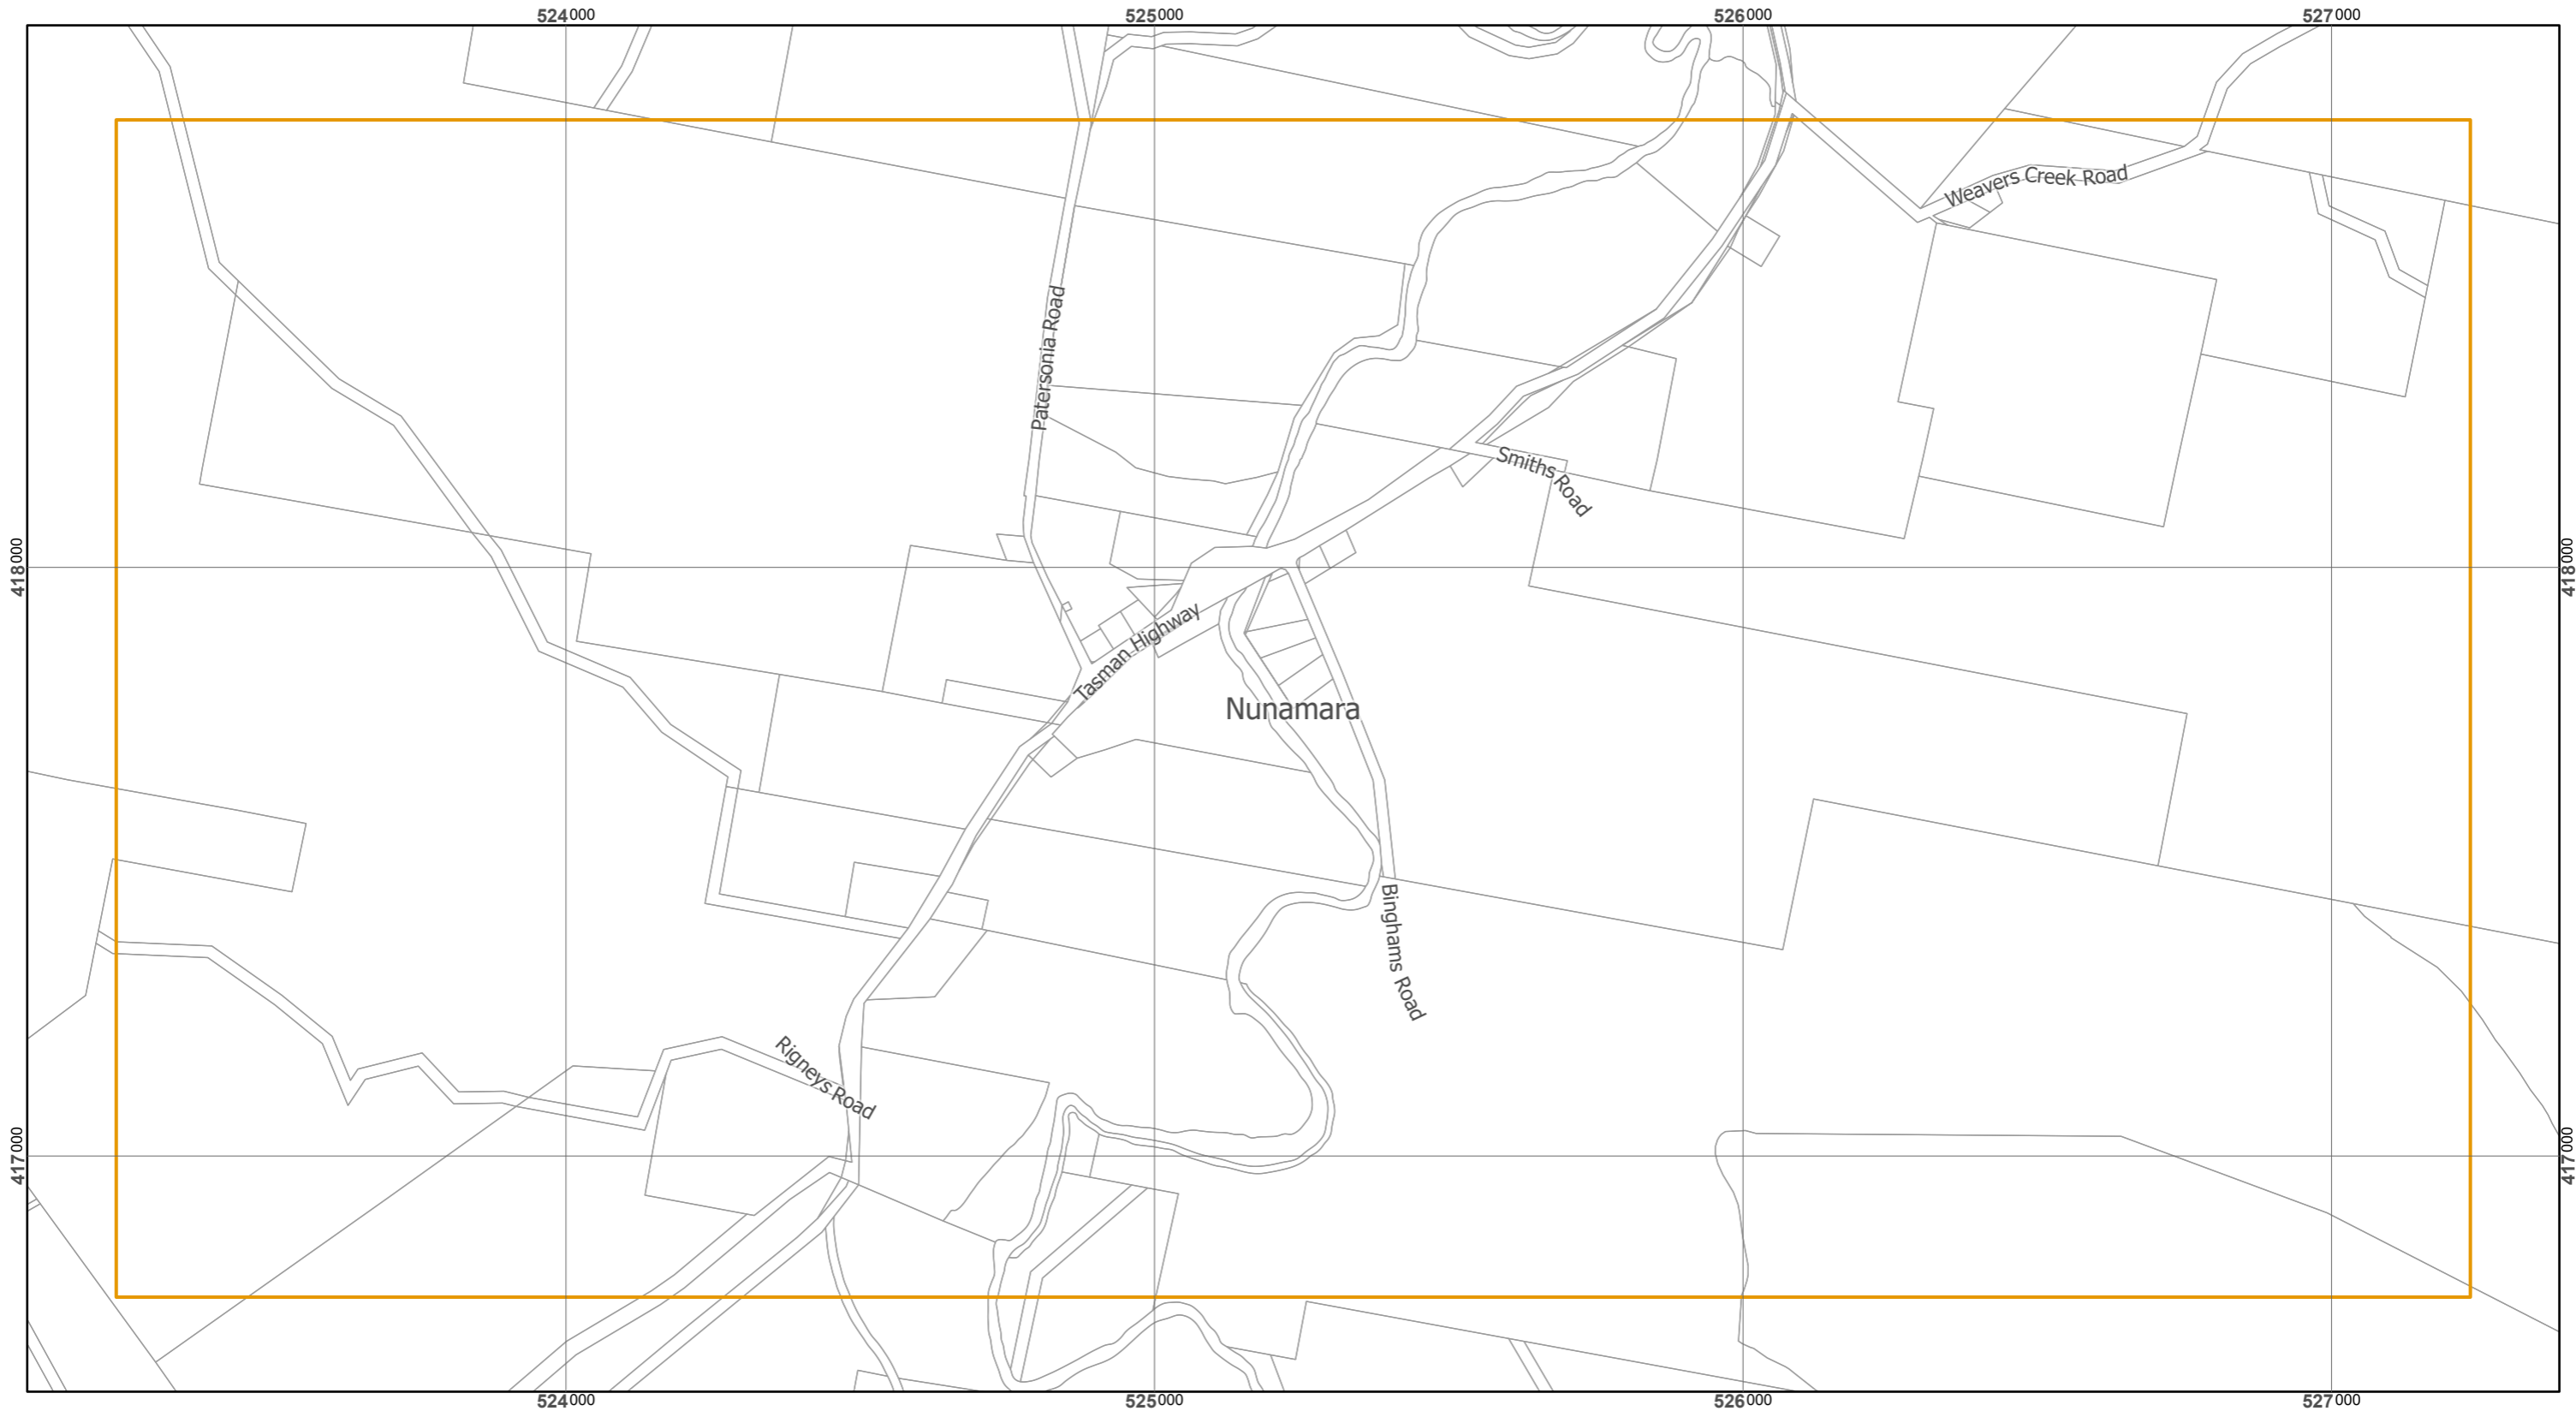 524000 525000 526000 527000
Weavers Creek Road
Patersonia Road
Smiths Road
418000 418000
Tasman Highway
Nunamara
Binghams Road
Rigneys Road
417000 417000
524000 525000 526000 527000